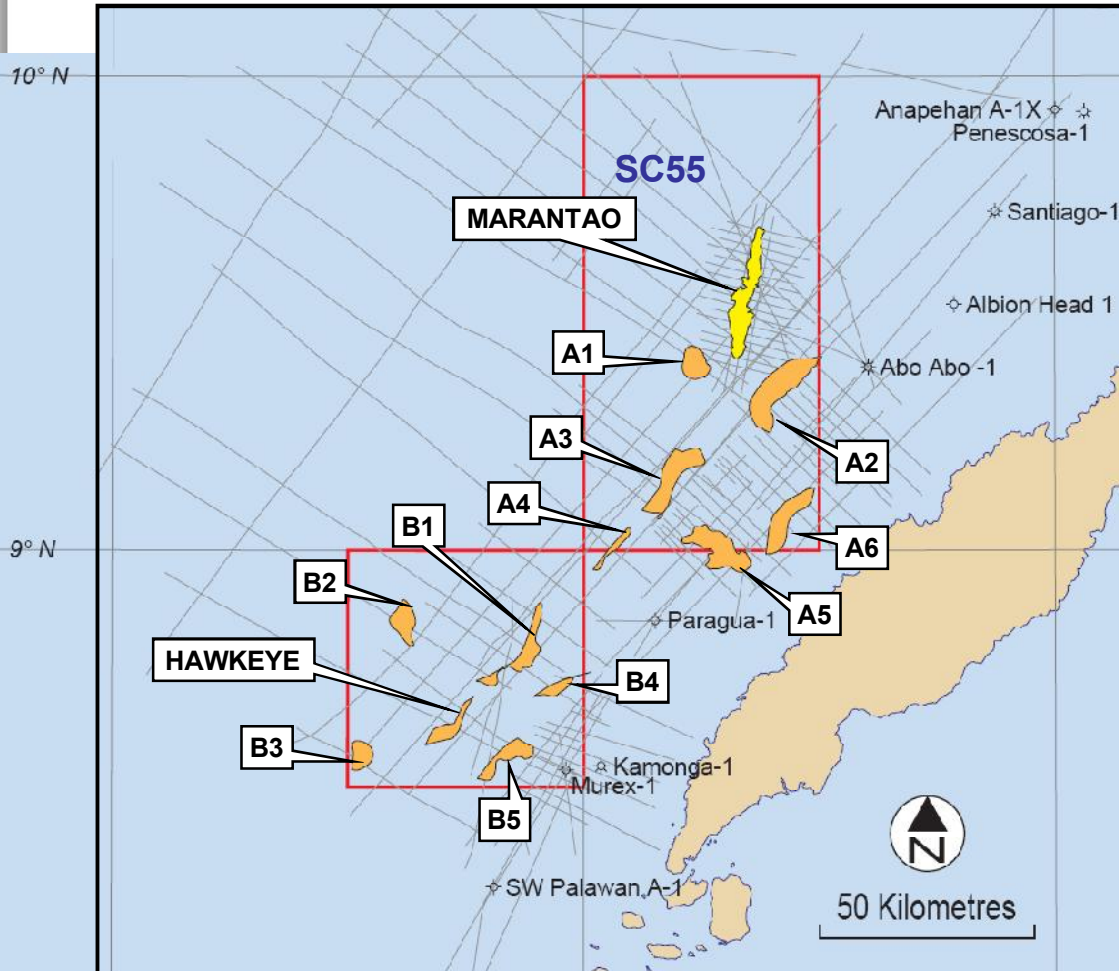 10° N
Anapehan A-1X
Penescosa-1
SC55
MARANTAO
Santiago-1
Albion Head 1
A1
Abo Abo -1
A3
A2
A4
B1
9° N
A6
B2
A5
Paragua-1
HAWKEYE
B4
B3
Kamonga-1
Murex-1
B5
N
SW Palawan A-1
50 Kilometres